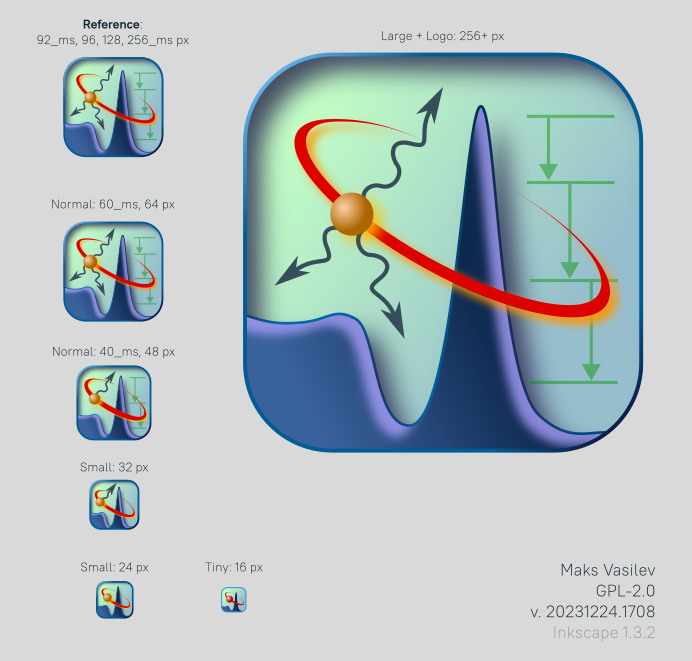 Reference:
92_ms, 96, 128, 256_ms px
Large + Logo: 256+ px
Normal: 60_ms, 64 px
Normal: 40_ms, 48 px
Small: 32 px
Small: 24 px
Tiny: 16 px
Maks Vasilev
GPL-2.0
v. 20231224.1708
Inkscape 1.3.2